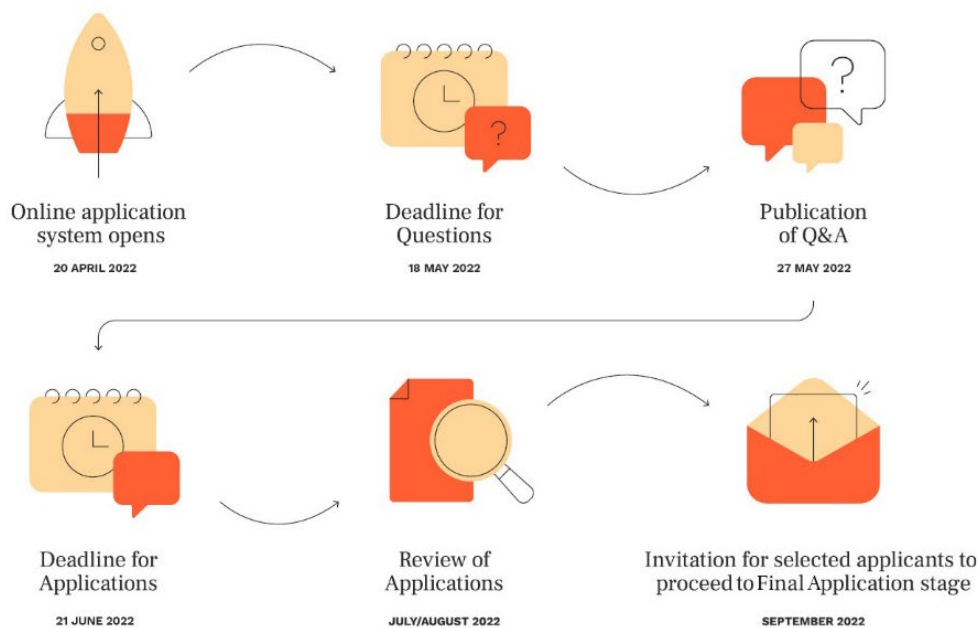 ?
?
Online application
system opens
20 APRIL 2022
Deadline for
Questions
18 MAY 2022
Publication
of Q&A
27 MAY 2022
Deadline for
Applications
21 JUNE 2022
Review of
Applications
JULY/AUGUST 2022
Invitation for selected applicants to
proceed to Final Application stage
SEPTEMBER 2022